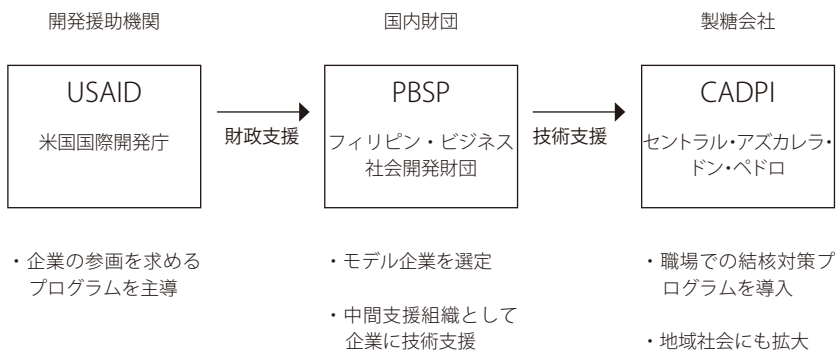 開発援助機関
国内財団
製糖会社
USAID
米国国際開発庁
財政支援
PBSP
フィリピン・ビジネス
社会開発財団
技術支援
CADPI
セントラル・アズカレラ・
ドン・ペドロ
・企業の参画を求める
プログラムを主導
・モデル企業を選定
・中間支援組織として
企業に技術支援
・職場での結核対策プ
ログラムを導入
・地域社会にも拡大